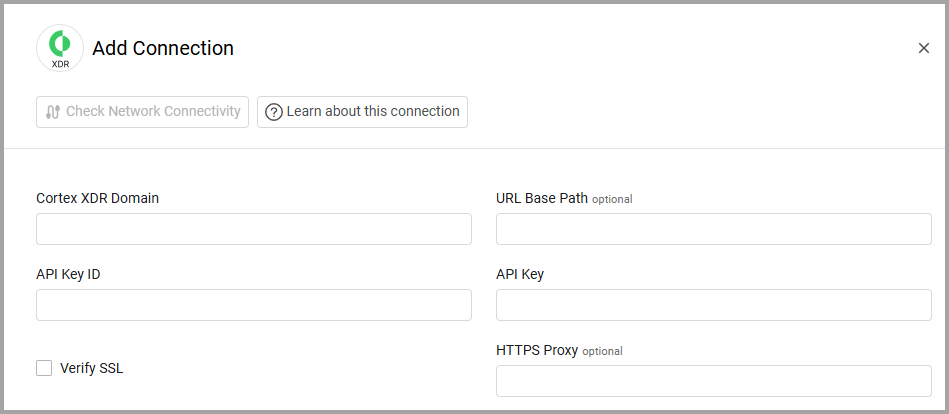 XDR
Add Connection
Check Network Connectivity
Learn about this connection
Cortex XDR Domain
URL Base Path optional
API Key ID
API Key
Verify SSL
HTTPS Proxy optional